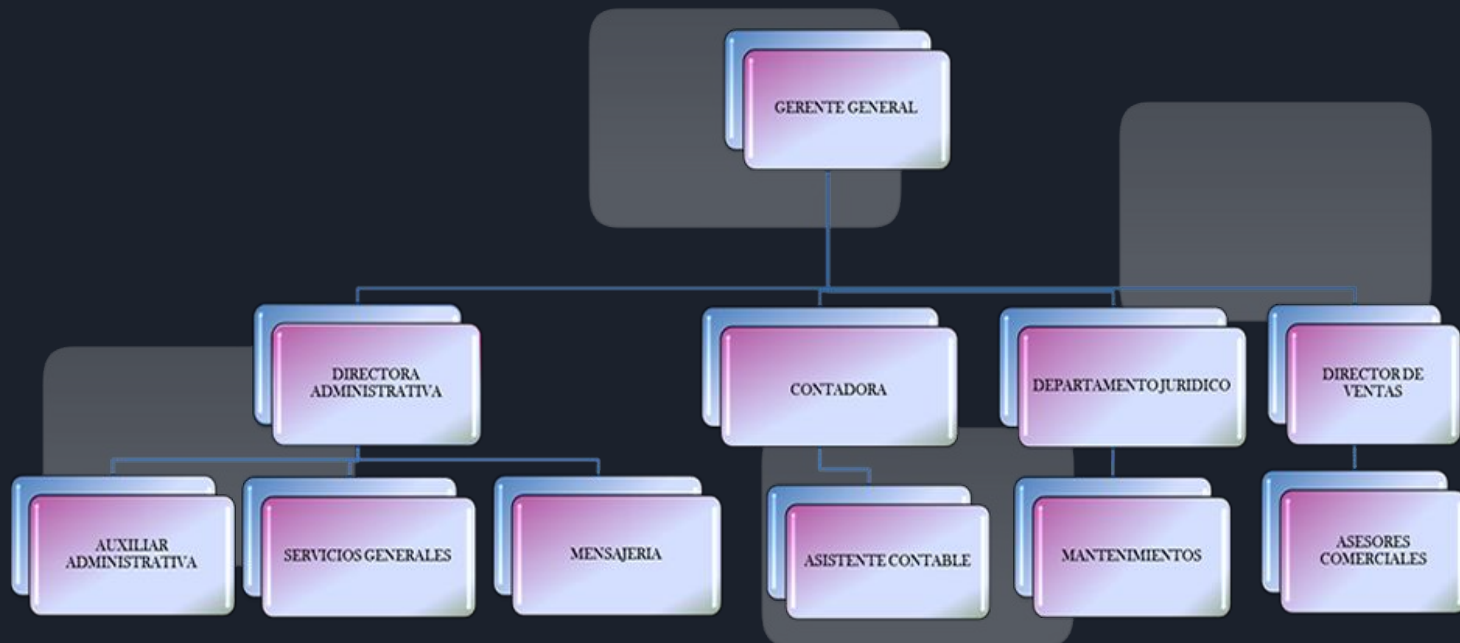 GERENTE GENERAL
DIRECTORA
ADMINISTRATIVA
CONTADORA
DEPARTAMENTO JURIDICO
DIRECTOR DE
VENTAS
AUXILIAR
ADMINISTRATIVA
SERVICIOS GENERALES
MENSAJERIA
ASISTENTE CONTABLE
MANTENIMIENTOS
ASESORES
COMERCIALES